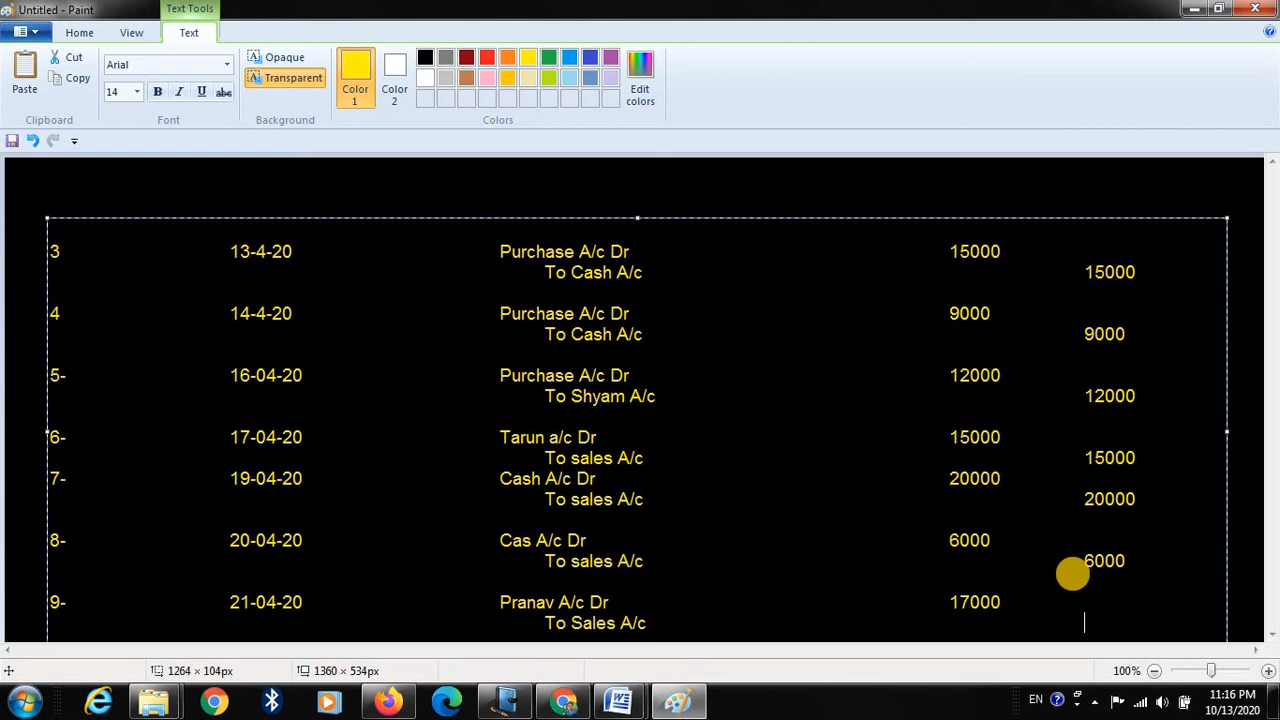 Untitled - Paint
Text Tools
Home View Text
Paste
Cut
Copy
Clipboard
Arial
14 B I U abc
Font
Opaque
Transparent
Background
Color 1
Color 2
Edit colors
Colors
3 13-4-20 Purchase A/c Dr 15000
To Cash A/c 15000
4 14-4-20 Purchase A/c Dr 9000
To Cash A/c 9000
5- 16-04-20 Purchase A/c Dr 12000
To Shyam A/c 12000
6- 17-04-20 Tarun a/c Dr 15000
To sales A/c 15000
7- 19-04-20 Cash A/c Dr 20000
To sales A/c 20000
8- 20-04-20 Cas A/c Dr 6000
To sales A/c 6000
9- 21-04-20 Pranav A/c Dr 17000
To Sales A/c
1264 × 104px 1360 × 534px 100%
EN 11:16 PM
10/13/2020